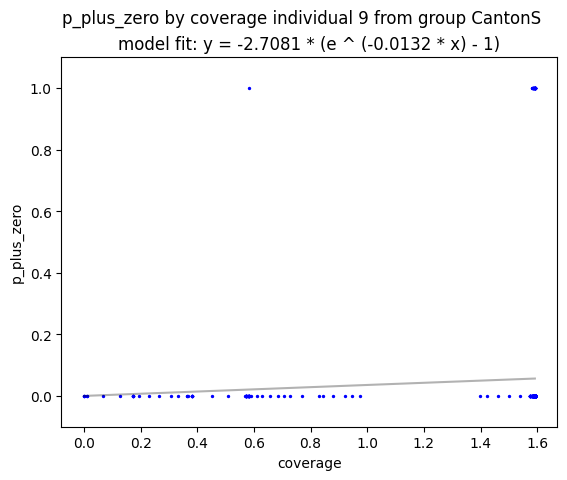 p_plus_zero by coverage individual 9 from group CantonS
model fit: y = -2.7081 * (e ^ (-0.0132 * x) - 1)
1.0
0.8
0.6
0.4
0.2
0.0
p_plus_zero
0.0 0.2 0.4 0.6 0.8 1.0 1.2 1.4 1.6
coverage